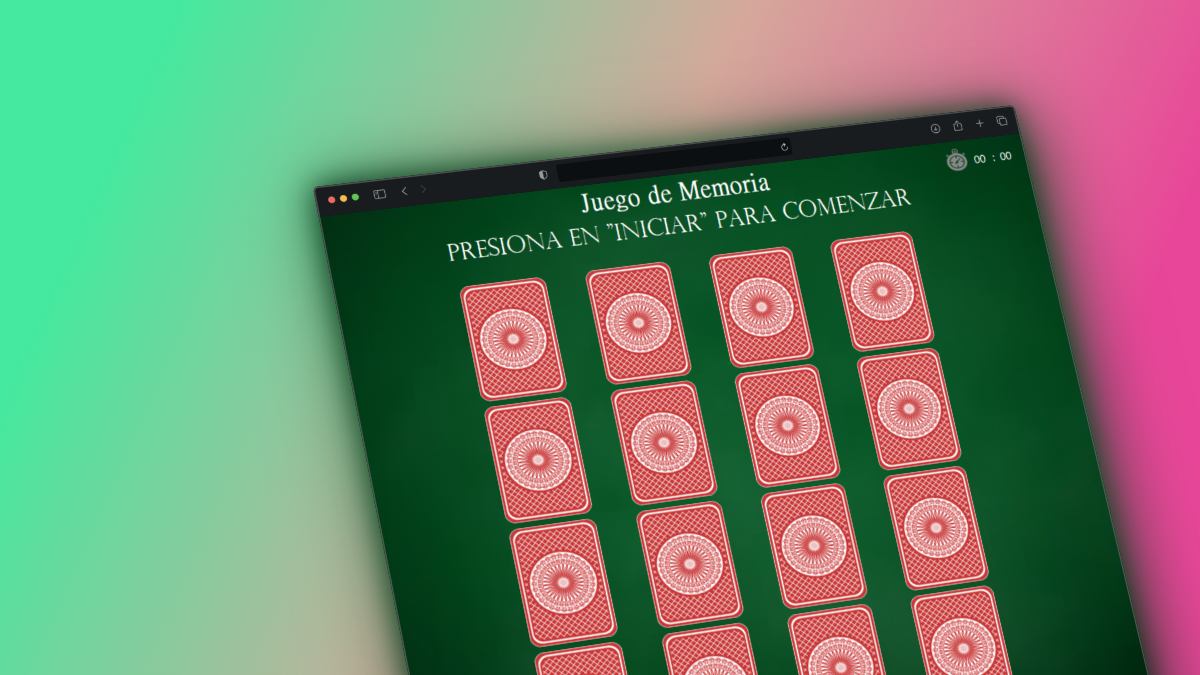 00 : 00
Juego de Memoria
PRESIONA EN ”INICIAR” PARA COMENZAR